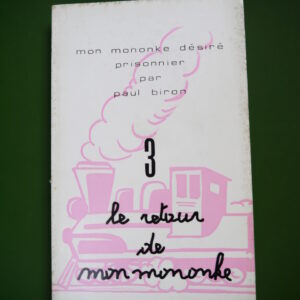 mon mononke désiré
prisonnier
par
paul biron
3
le retour
de
mon mononke